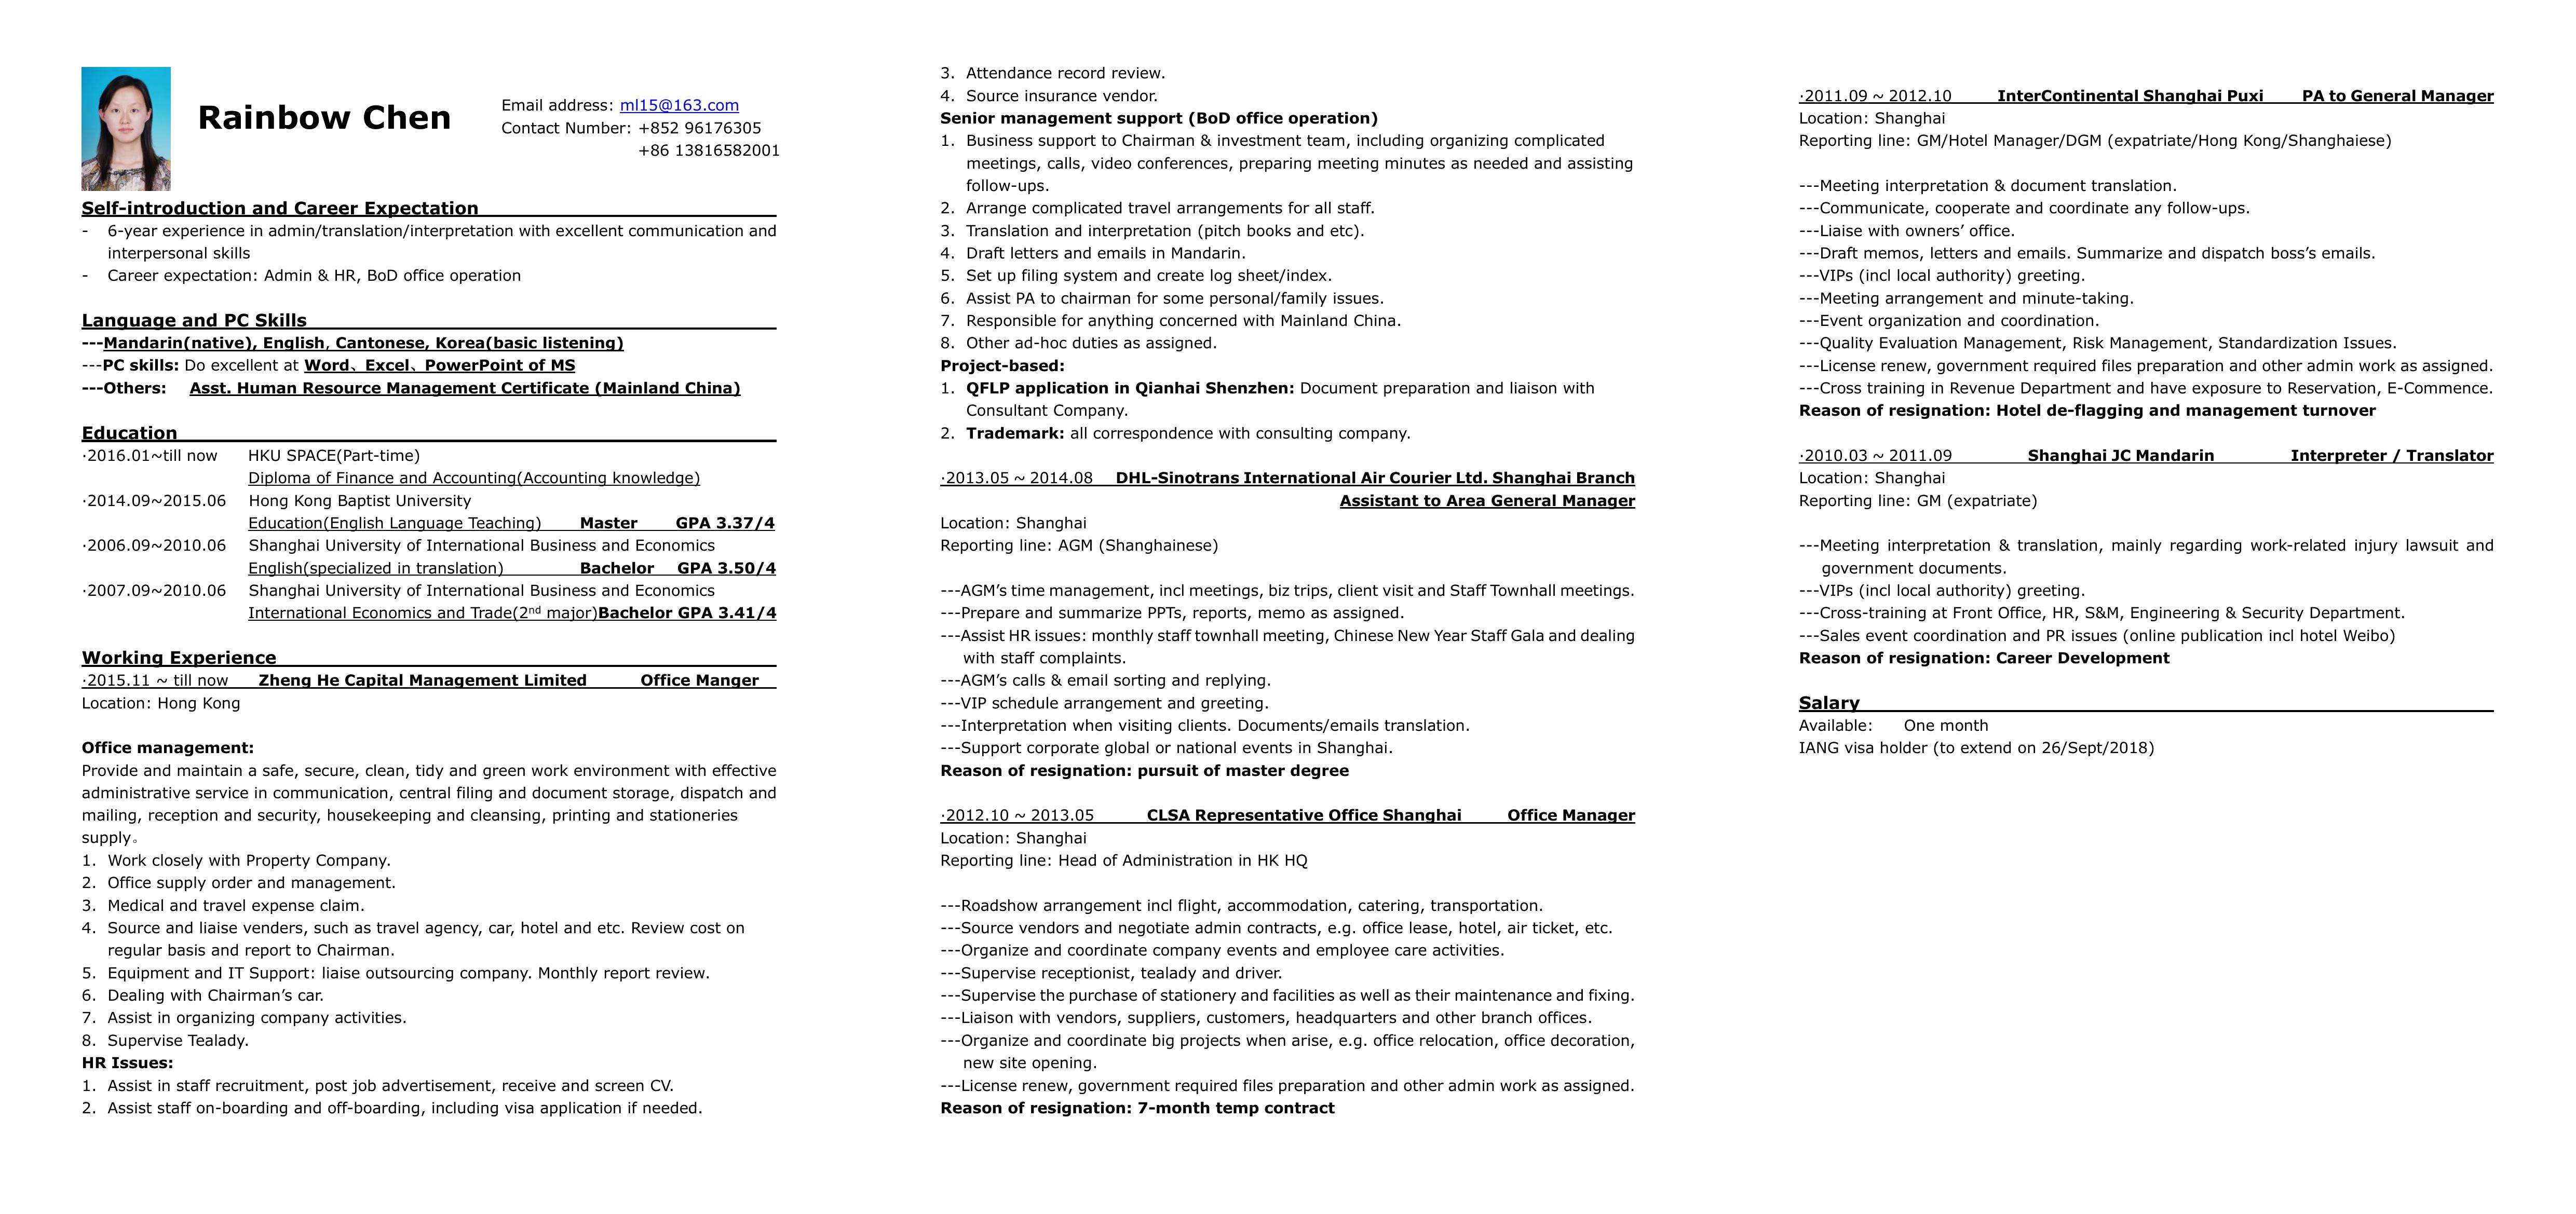 Rainbow Chen
Email address: ml15@163.com
Contact Number: +852 96176305
+86 13816582001
Self-introduction and Career Expectation
- 6-year experience in admin/translation/interpretation with excellent communication and
interpersonal skills
- Career expectation: Admin & HR, BoD office operation
Language and PC Skills
---Mandarin(native), English, Cantonese, Korea(basic listening)
---PC skills: Do excellent at Word、Excel、PowerPoint of MS
---Others: Asst. Human Resource Management Certificate (Mainland China)
Education
·2016.01~till now HKU SPACE(Part-time)
Diploma of Finance and Accounting(Accounting knowledge)
·2014.09~2015.06 Hong Kong Baptist University
Education(English Language Teaching) Master GPA 3.37/4
·2006.09~2010.06 Shanghai University of International Business and Economics
English(specialized in translation) Bachelor GPA 3.50/4
·2007.09~2010.06 Shanghai University of International Business and Economics
International Economics and Trade(2nd major)Bachelor GPA 3.41/4
Working Experience
·2015.11 ~ till now Zheng He Capital Management Limited Office Manger
Location: Hong Kong
Office management:
Provide and maintain a safe, secure, clean, tidy and green work environment with effective
administrative service in communication, central filing and document storage, dispatch and
mailing, reception and security, housekeeping and cleansing, printing and stationeries
supply。
1. Work closely with Property Company.
2. Office supply order and management.
3. Medical and travel expense claim.
4. Source and liaise venders, such as travel agency, car, hotel and etc. Review cost on
regular basis and report to Chairman.
5. Equipment and IT Support: liaise outsourcing company. Monthly report review.
6. Dealing with Chairman’s car.
7. Assist in organizing company activities.
8. Supervise Tealady.
HR Issues:
1. Assist in staff recruitment, post job advertisement, receive and screen CV.
2. Assist staff on-boarding and off-boarding, including visa application if needed.
3. Attendance record review.
4. Source insurance vendor.
Senior management support (BoD office operation)
1. Business support to Chairman & investment team, including organizing complicated
meetings, calls, video conferences, preparing meeting minutes as needed and assisting
follow-ups.
2. Arrange complicated travel arrangements for all staff.
3. Translation and interpretation (pitch books and etc).
4. Draft letters and emails in Mandarin.
5. Set up filing system and create log sheet/index.
6. Assist PA to chairman for some personal/family issues.
7. Responsible for anything concerned with Mainland China.
8. Other ad-hoc duties as assigned.
Project-based:
1. QFLP application in Qianhai Shenzhen: Document preparation and liaison with
Consultant Company.
2. Trademark: all correspondence with consulting company.
·2013.05 ~ 2014.08 DHL-Sinotrans International Air Courier Ltd. Shanghai Branch
Assistant to Area General Manager
Location: Shanghai
Reporting line: AGM (Shanghainese)
---AGM’s time management, incl meetings, biz trips, client visit and Staff Townhall meetings.
---Prepare and summarize PPTs, reports, memo as assigned.
---Assist HR issues: monthly staff townhall meeting, Chinese New Year Staff Gala and dealing
with staff complaints.
---AGM’s calls & email sorting and replying.
---VIP schedule arrangement and greeting.
---Interpretation when visiting clients. Documents/emails translation.
---Support corporate global or national events in Shanghai.
Reason of resignation: pursuit of master degree
·2012.10 ~ 2013.05 CLSA Representative Office Shanghai Office Manager
Location: Shanghai
Reporting line: Head of Administration in HK HQ
---Roadshow arrangement incl flight, accommodation, catering, transportation.
---Source vendors and negotiate admin contracts, e.g. office lease, hotel, air ticket, etc.
---Organize and coordinate company events and employee care activities.
---Supervise receptionist, tealady and driver.
---Supervise the purchase of stationery and facilities as well as their maintenance and fixing.
---Liaison with vendors, suppliers, customers, headquarters and other branch offices.
---Organize and coordinate big projects when arise, e.g. office relocation, office decoration,
new site opening.
---License renew, government required files preparation and other admin work as assigned.
Reason of resignation: 7-month temp contract
·2011.09 ~ 2012.10 InterContinental Shanghai Puxi PA to General Manager
Location: Shanghai
Reporting line: GM/Hotel Manager/DGM (expatriate/Hong Kong/Shanghaiese)
---Meeting interpretation & document translation.
---Communicate, cooperate and coordinate any follow-ups.
---Liaise with owners’ office.
---Draft memos, letters and emails. Summarize and dispatch boss’s emails.
---VIPs (incl local authority) greeting.
---Meeting arrangement and minute-taking.
---Event organization and coordination.
---Quality Evaluation Management, Risk Management, Standardization Issues.
---License renew, government required files preparation and other admin work as assigned.
---Cross training in Revenue Department and have exposure to Reservation, E-Commerce.
Reason of resignation: Hotel de-flagging and management turnover
·2010.03 ~ 2011.09 Shanghai JC Mandarin Interpreter / Translator
Location: Shanghai
Reporting line: GM (expatriate)
---Meeting interpretation & translation, mainly regarding work-related injury lawsuit and
government documents.
---VIPs (incl local authority) greeting.
---Cross-training at Front Office, HR, S&M, Engineering & Security Department.
---Sales event coordination and PR issues (online publication incl hotel Weibo)
Reason of resignation: Career Development
Salary
Available: One month
IANG visa holder (to extend on 26/Sept/2018)